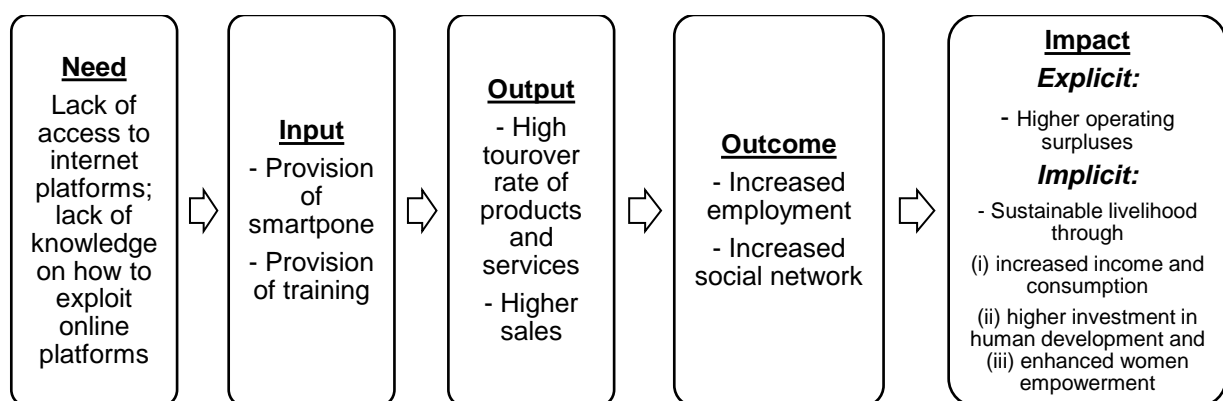 Need
Lack of
access to
internet
platforms;
lack of
knowledge
on how to
exploit
online
platforms
Input
- Provision
of
smartpone
- Provision
of training
Output
- High
tourover
rate of
products
and
services
- Higher
sales
Outcome
- Increased
employment
- Increased
social network
Impact
Explicit:
- Higher operating
surpluses
Implicit:
- Sustainable livelihood
through
(i) increased income and
consumption
(ii) higher investment in
human development and
(iii) enhanced women
empowerment